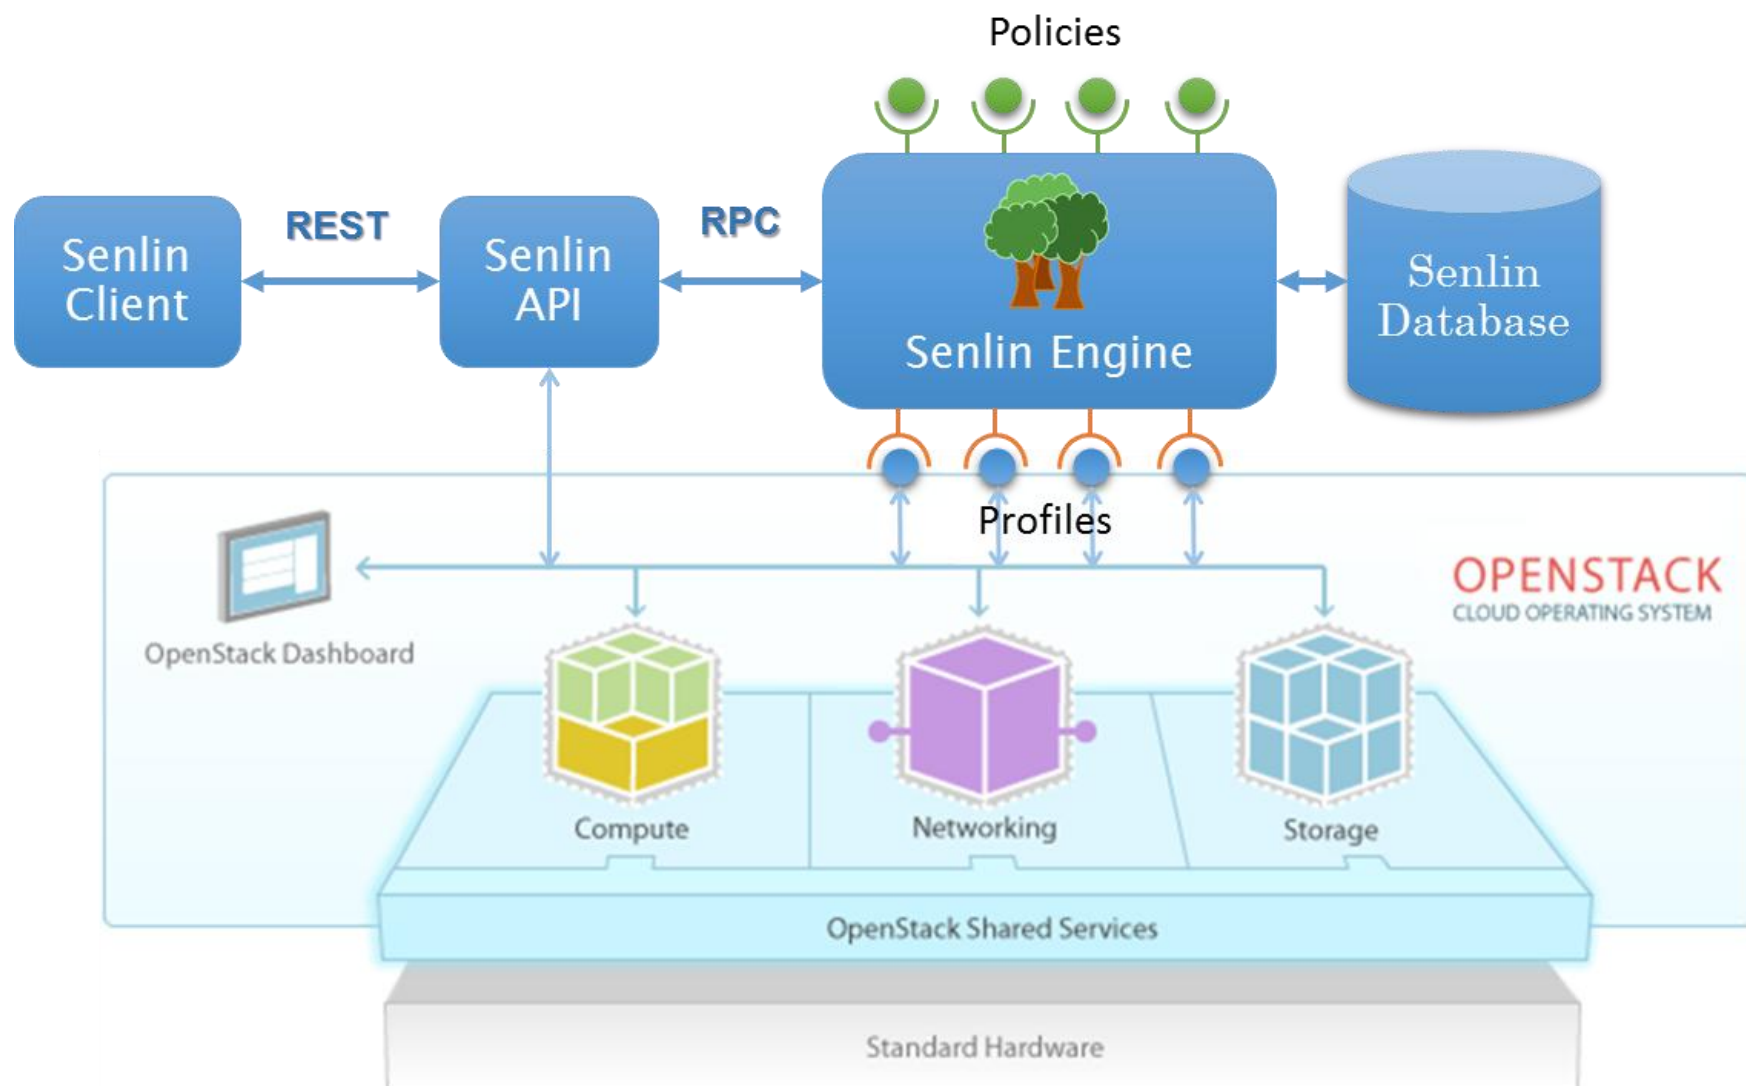 Policies
REST
RPC
Senlin
Client
Senlin
API
Senlin Engine
Senlin
Database
Profiles
OPENSTACK
CLOUD OPERATING SYSTEM
OpenStack Dashboard
Compute
Networking
Storage
OpenStack Shared Services
Standard Hardware